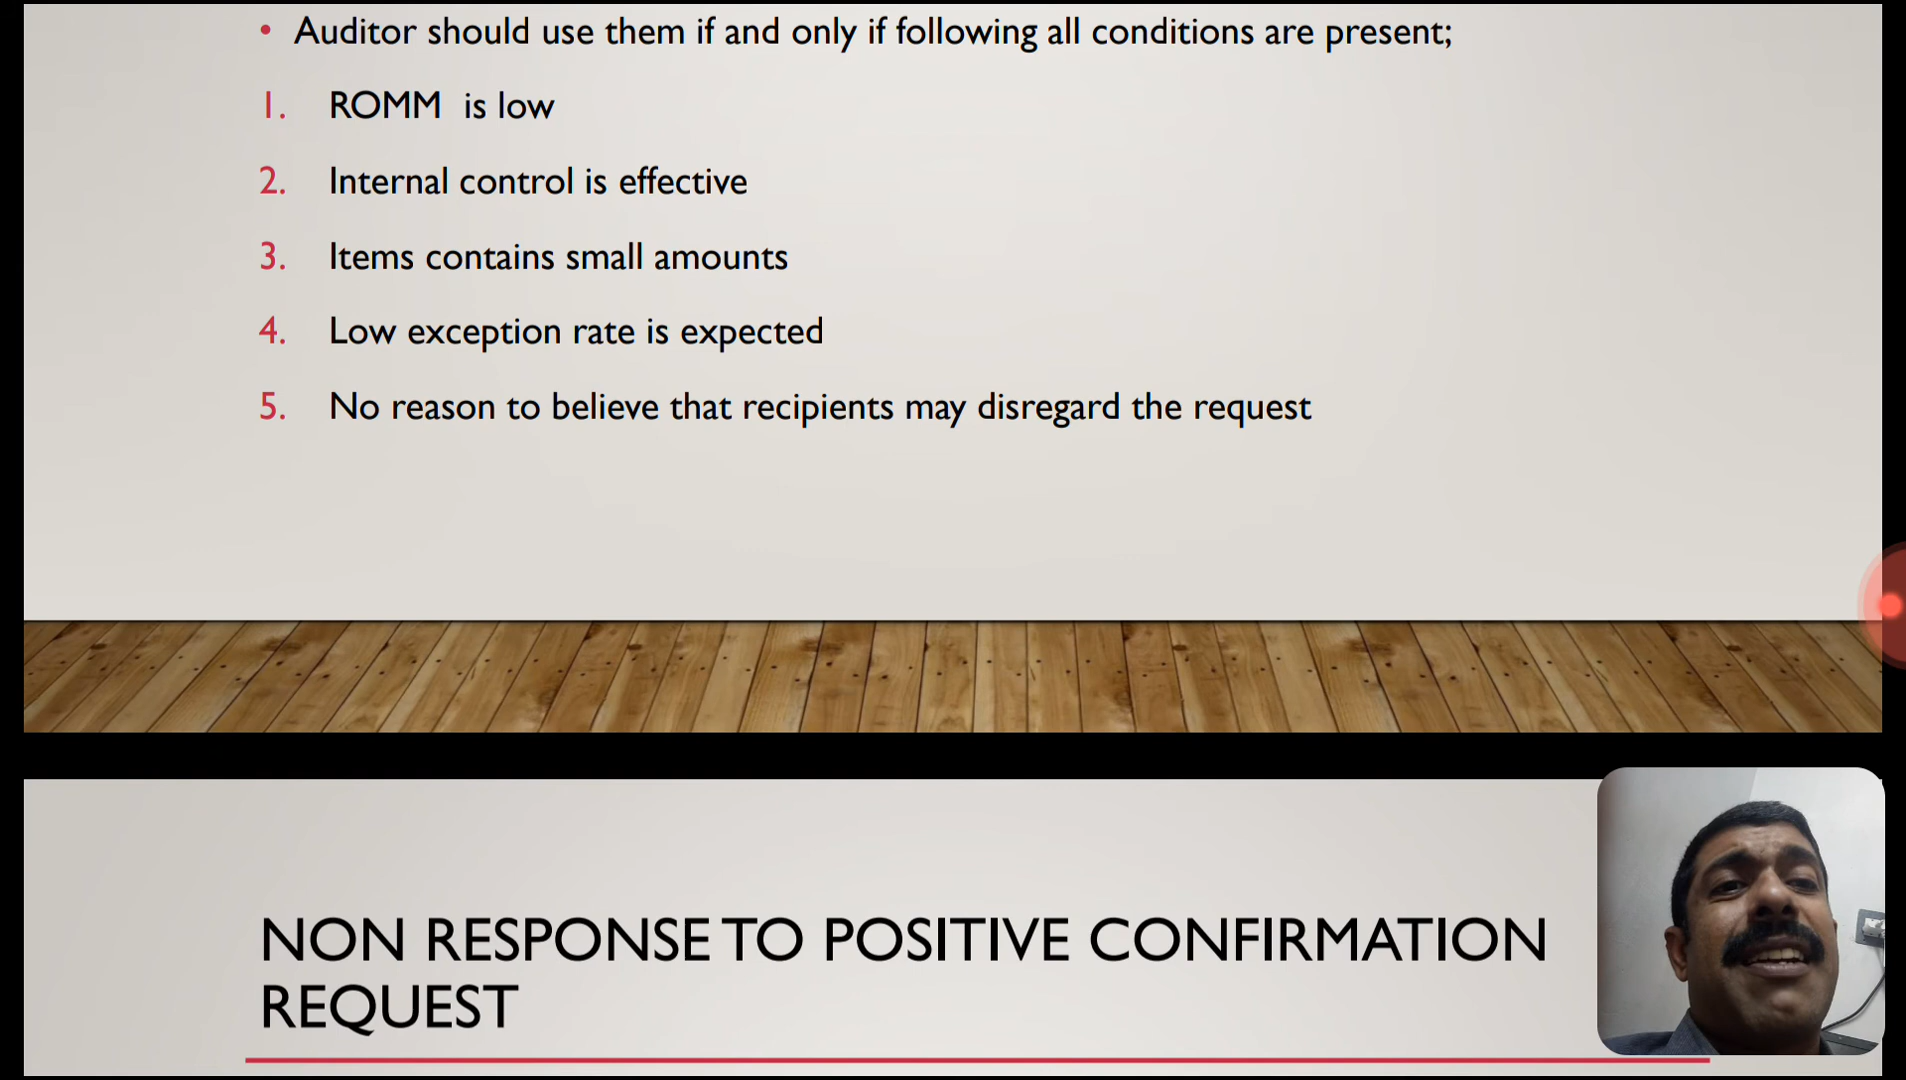 • Auditor should use them if and only if following all conditions are present;
1. ROMM is low
2. Internal control is effective
3. Items contains small amounts
4. Low exception rate is expected
5. No reason to believe that recipients may disregard the request
NON RESPONSE TO POSITIVE CONFIRMATION
REQUEST